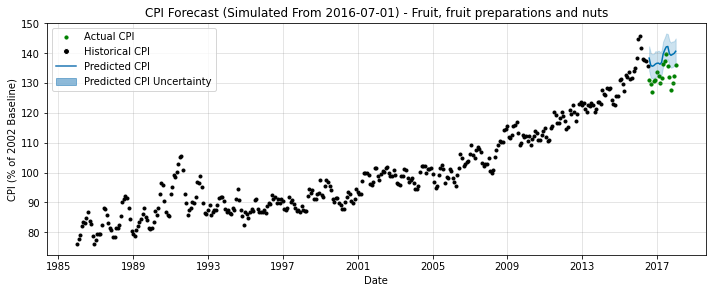 CPI Forecast (Simulated From 2016-07-01) - Fruit, fruit preparations and nuts
150
140
130
120
110
100
90
80
CPI (% of 2002 Baseline)
Actual CPI
Historical CPI
Predicted CPI
Predicted CPI Uncertainty
1985 1989 1993 1997 2001 2005 2009 2013 2017
Date